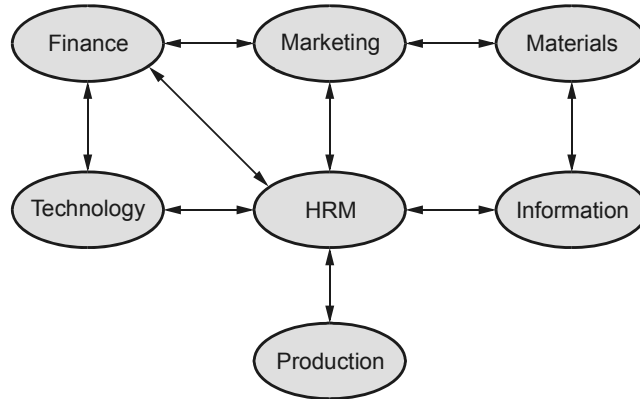 Finance
Marketing
Materials
Technology
HRM
Information
Production